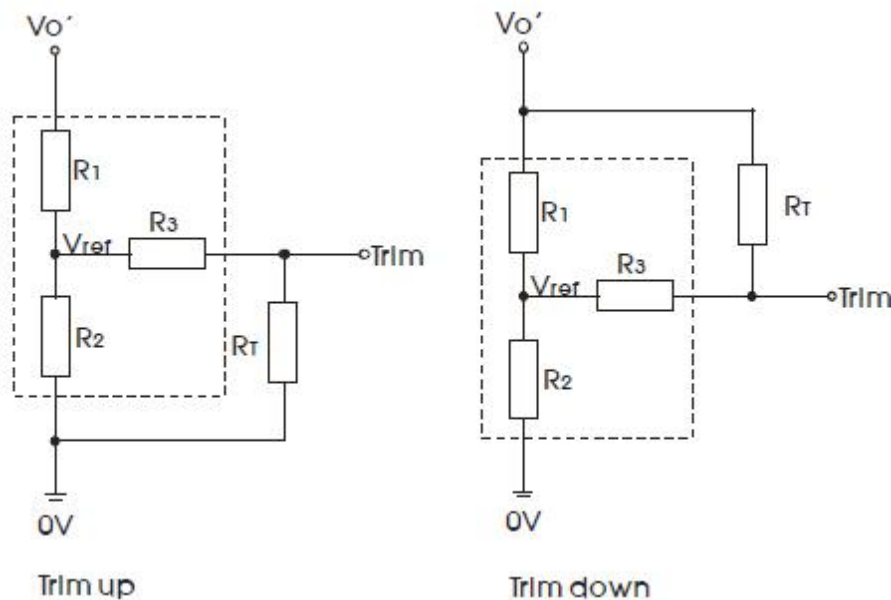 Vo′
R1
R3
Vref
Trim
R2
RT
0V
Trim up
Vo′
R1
RT
R3
Vref
Trim
R2
0V
Trim down